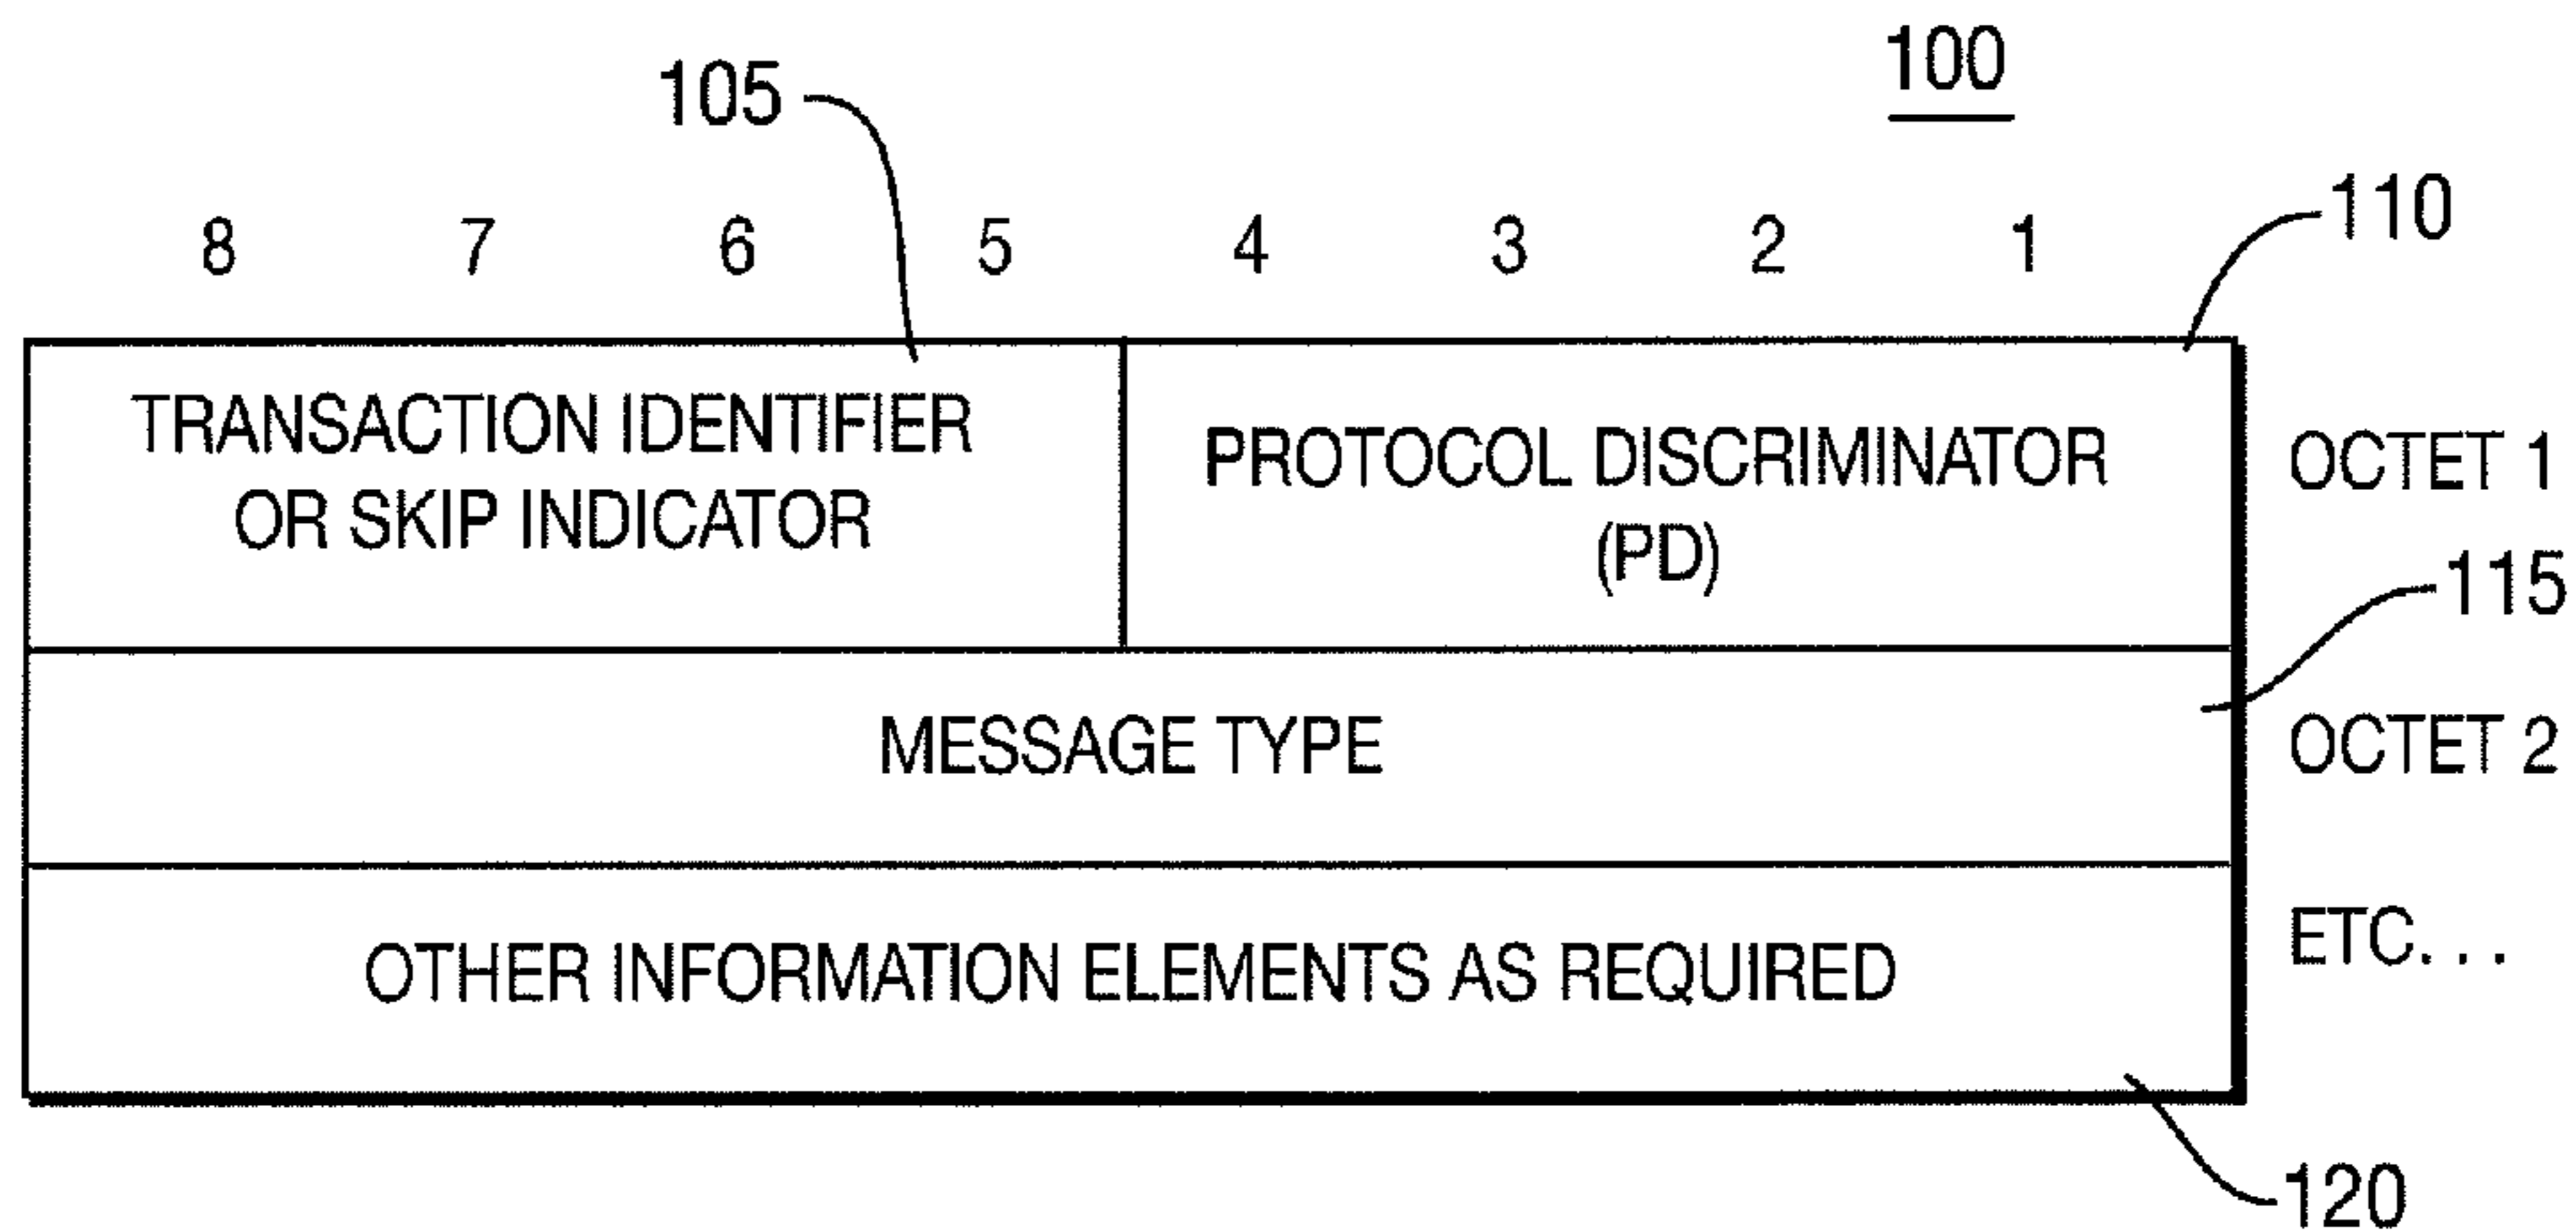 100
105
110
8 7 6 5 4 3 2 1
TRANSACTION IDENTIFIER
OR SKIP INDICATOR
PROTOCOL DISCRIMINATOR
(PD)
OCTET 1
115
MESSAGE TYPE
OCTET 2
OTHER INFORMATION ELEMENTS AS REQUIRED
ETC. . .
120